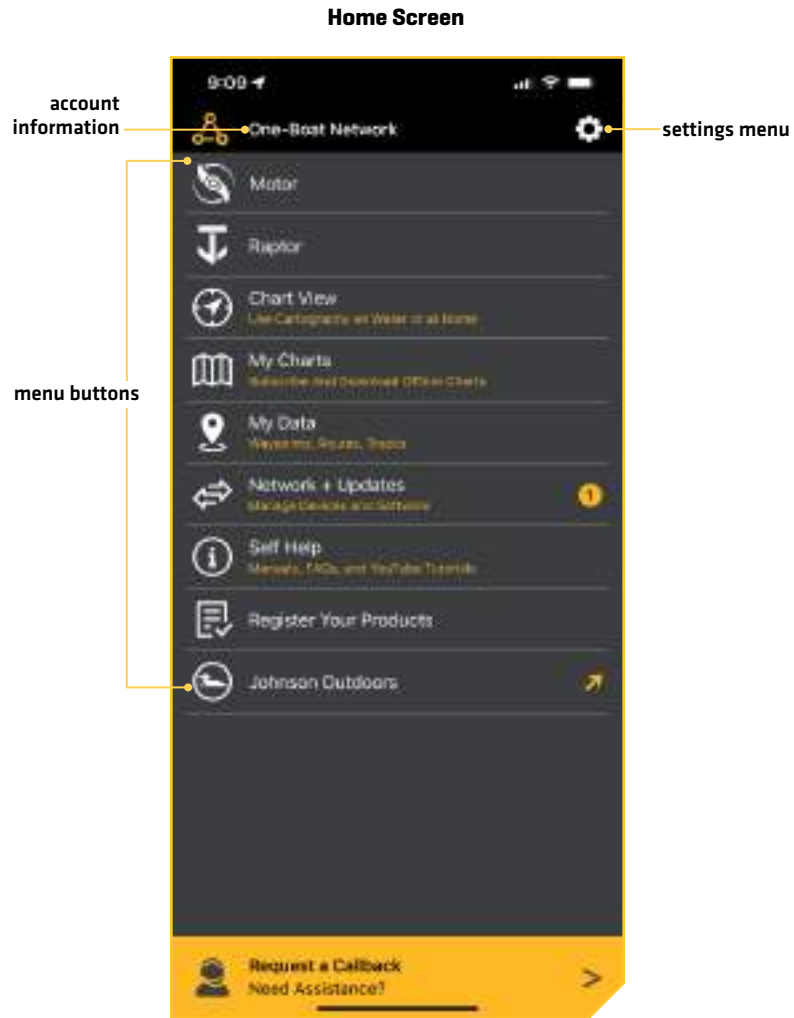 Home Screen
9:09
account
information
One-Boat Network
settings menu
Motor
Raptor
Chart View
Use Cartography on Water or at Home
My Charts
Subscribe And Download Offline Charts
menu buttons
My Data
Waypoints, Routes, Tracks
Network + Updates
1
Manage Devices and Software
Self Help
Manuals, FAQs, and YouTube Tutorials
Register Your Products
Johnson Outdoors
Request a Callback
Need Assistance?